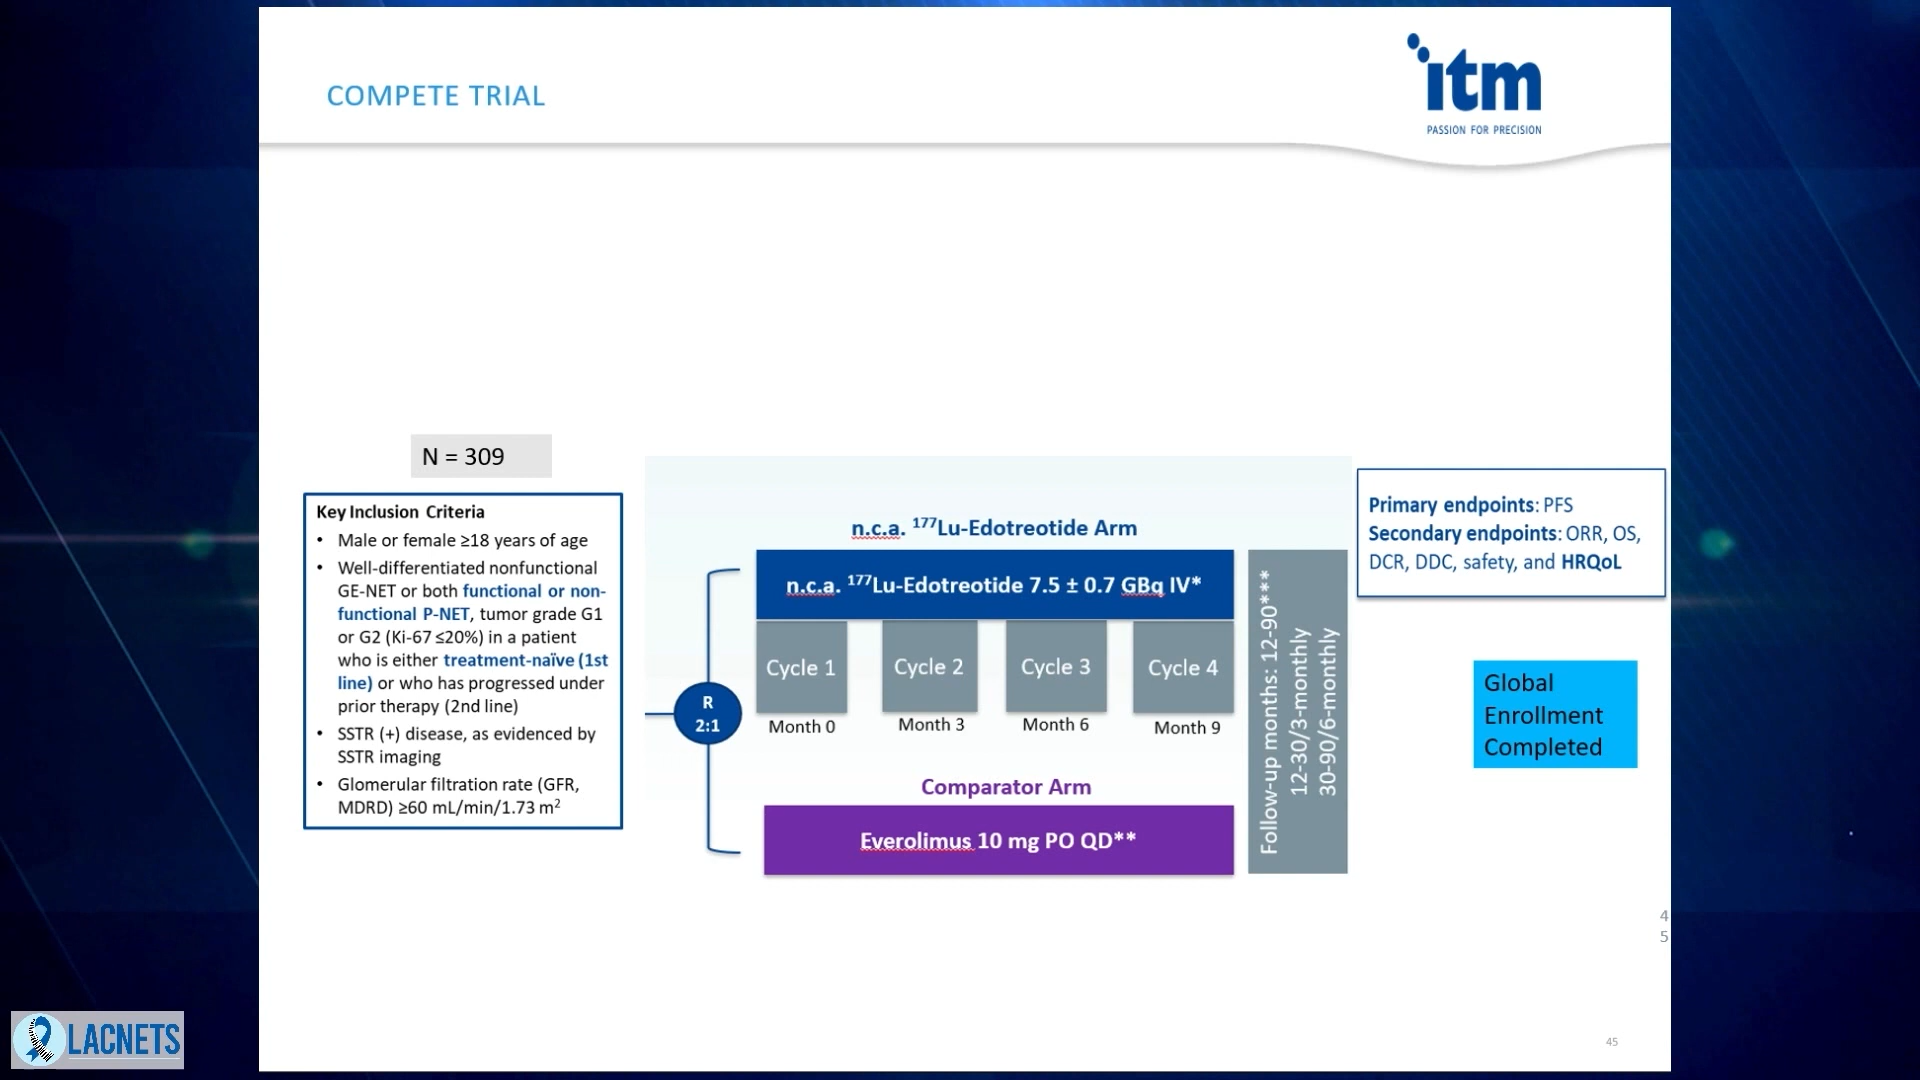 COMPETE TRIAL
itm
PASSION FOR PRECISION
N = 309
Key Inclusion Criteria
• Male or female ≥18 years of age
• Well-differentiated nonfunctional
GE-NET or both functional or non-
functional P-NET, tumor grade G1
or G2 (Ki-67 ≤20%) in a patient
who is either treatment-naïve (1st
line) or who has progressed under
prior therapy (2nd line)
• SSTR (+) disease, as evidenced by
SSTR imaging
• Glomerular filtration rate (GFR,
MDRD) ≥60 mL/min/1.73 m²
R
2:1
n.c.a. ¹⁷⁷Lu-Edotreotide Arm
n.c.a. ¹⁷⁷Lu-Edotreotide 7.5 ± 0.7 GBq IV*
Cycle 1
Cycle 2
Cycle 3
Cycle 4
Month 0
Month 3
Month 6
Month 9
Comparator Arm
Everolimus 10 mg PO QD**
Follow-up months: 12-90***
12-30/3-monthly
30-90/6-monthly
Primary endpoints: PFS
Secondary endpoints: ORR, OS,
DCR, DDC, safety, and HRQoL
Global
Enrollment
Completed
4
5
45
LACNETS